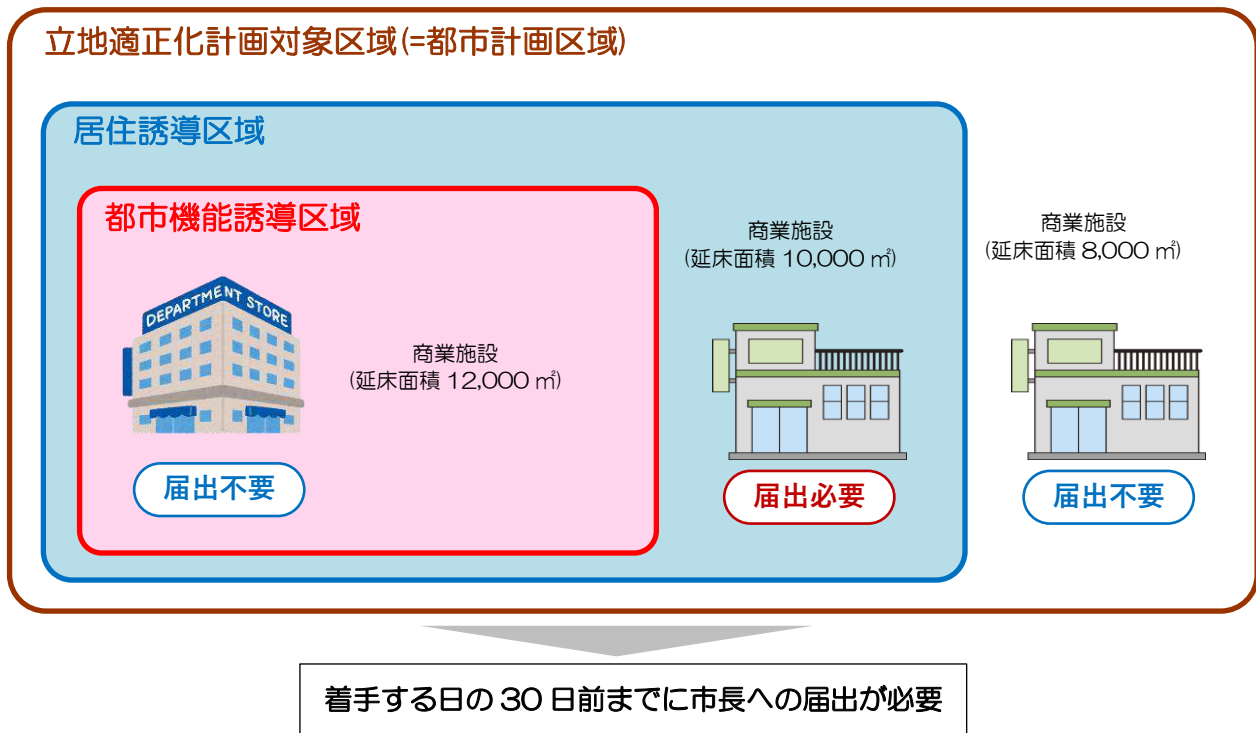 立地適正化計画対象区域(=都市計画区域)
居住誘導区域
都市機能誘導区域
DEPARTMENT STORE
商業施設
(延床面積 12,000 ㎡)
届出不要
商業施設
(延床面積 10,000 ㎡)
届出必要
商業施設
(延床面積 8,000 ㎡)
届出不要
着手する日の 30 日前までに市長への届出が必要